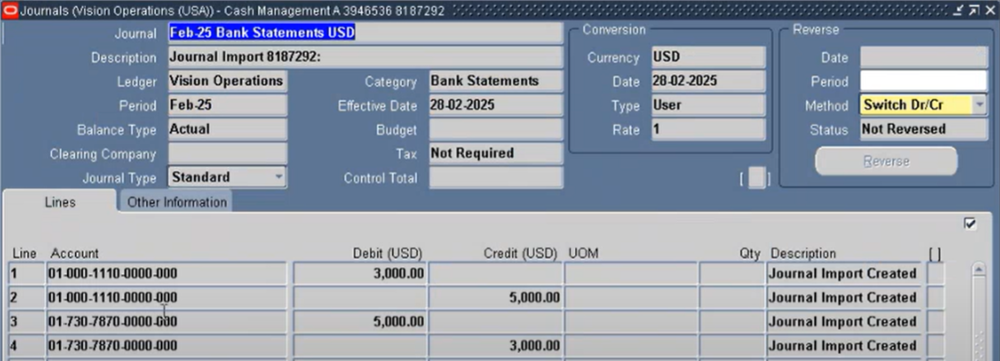 Journals (Vision Operations (USA)) - Cash Management A 3946536 8187292
Journal Feb-25 Bank Statements USD
Description Journal Import 8187292:
Ledger Vision Operations Category Bank Statements
Period Feb-25 Effective Date 28-02-2025
Balance Type Actual Budget
Clearing Company Tax Not Required
Journal Type Standard Control Total
Conversion
Currency USD
Date 28-02-2025
Type User
Rate 1
Reverse
Date
Period
Method Switch Dr/Cr
Status Not Reversed
Reverse
[ ]
Lines Other Information
Line Account Debit (USD) Credit (USD) UOM Qty Description [ ]
1 01-000-1110-0000-000 3,000.00 Journal Import Created
2 01-000-1110-0000-000 5,000.00 Journal Import Created
3 01-730-7870-0000-000 5,000.00 Journal Import Created
4 01-730-7870-0000-000 3,000.00 Journal Import Created